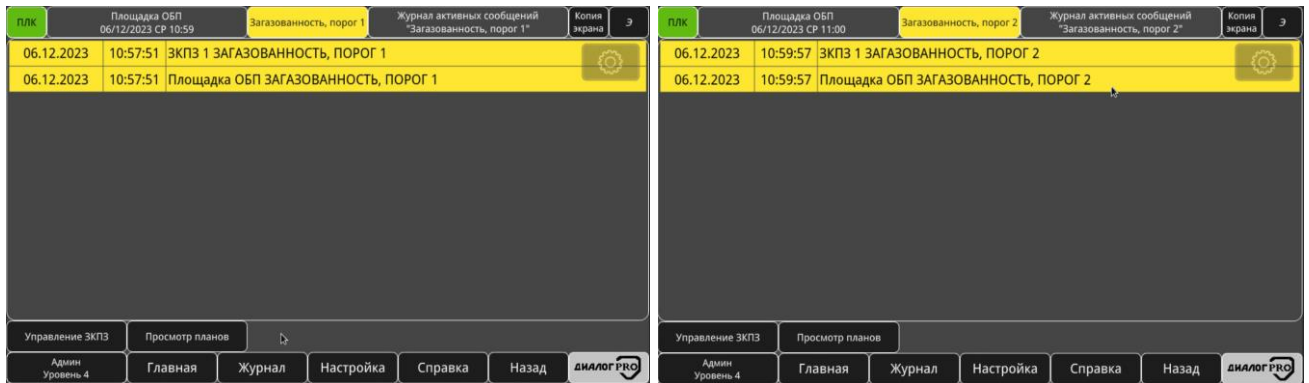 ПЛК
Площадка ОБП
06/12/2023 СР 10:59
Загазованность, порог 1
Журнал активных сообщений
"Загазованность, порог 1"
Копия
экрана
Э
06.12.2023 10:57:51 ЗКПЗ 1 ЗАГАЗОВАННОСТЬ, ПОРОГ 1
06.12.2023 10:57:51 Площадка ОБП ЗАГАЗОВАННОСТЬ, ПОРОГ 1
Управление ЗКПЗ
Просмотр планов
Админ
Уровень 4
Главная
Журнал
Настройка
Справка
Назад
ДИАЛОГ PRO
ПЛК
Площадка ОБП
06/12/2023 СР 11:00
Загазованность, порог 2
Журнал активных сообщений
"Загазованность, порог 2"
Копия
экрана
Э
06.12.2023 10:59:57 ЗКПЗ 1 ЗАГАЗОВАННОСТЬ, ПОРОГ 2
06.12.2023 10:59:57 Площадка ОБП ЗАГАЗОВАННОСТЬ, ПОРОГ 2
Управление ЗКПЗ
Просмотр планов
Админ
Уровень 4
Главная
Журнал
Настройка
Справка
Назад
ДИАЛОГ PRO